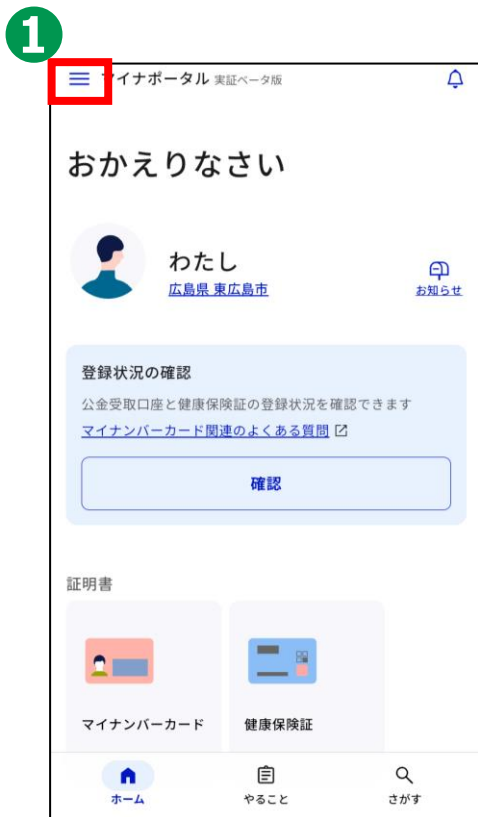 1
マイナポータル 実証ベータ版
おかえりなさい
わたし
広島県 東広島市
お知らせ
登録状況の確認
公金受取口座と健康保険証の登録状況を確認できます
マイナンバーカード関連のよくある質問
確認
証明書
マイナンバーカード 健康保険証
ホーム やること さがす